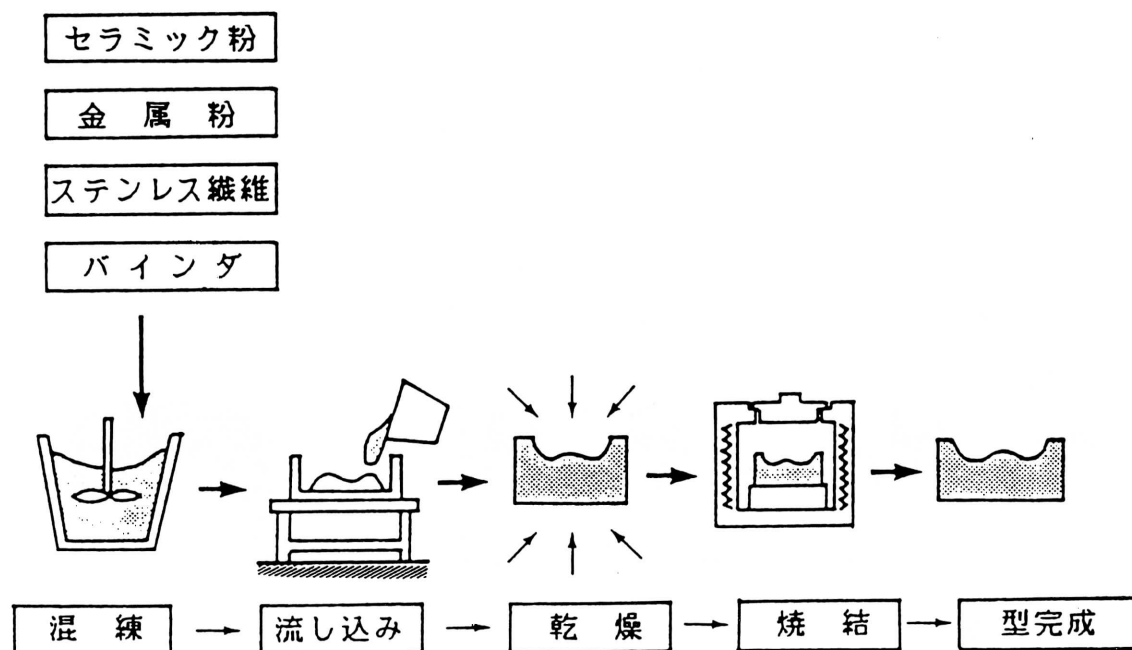 セラミック粉
金属粉
ステンレス繊維
バインダ
混練
流し込み
乾燥
焼結
型完成